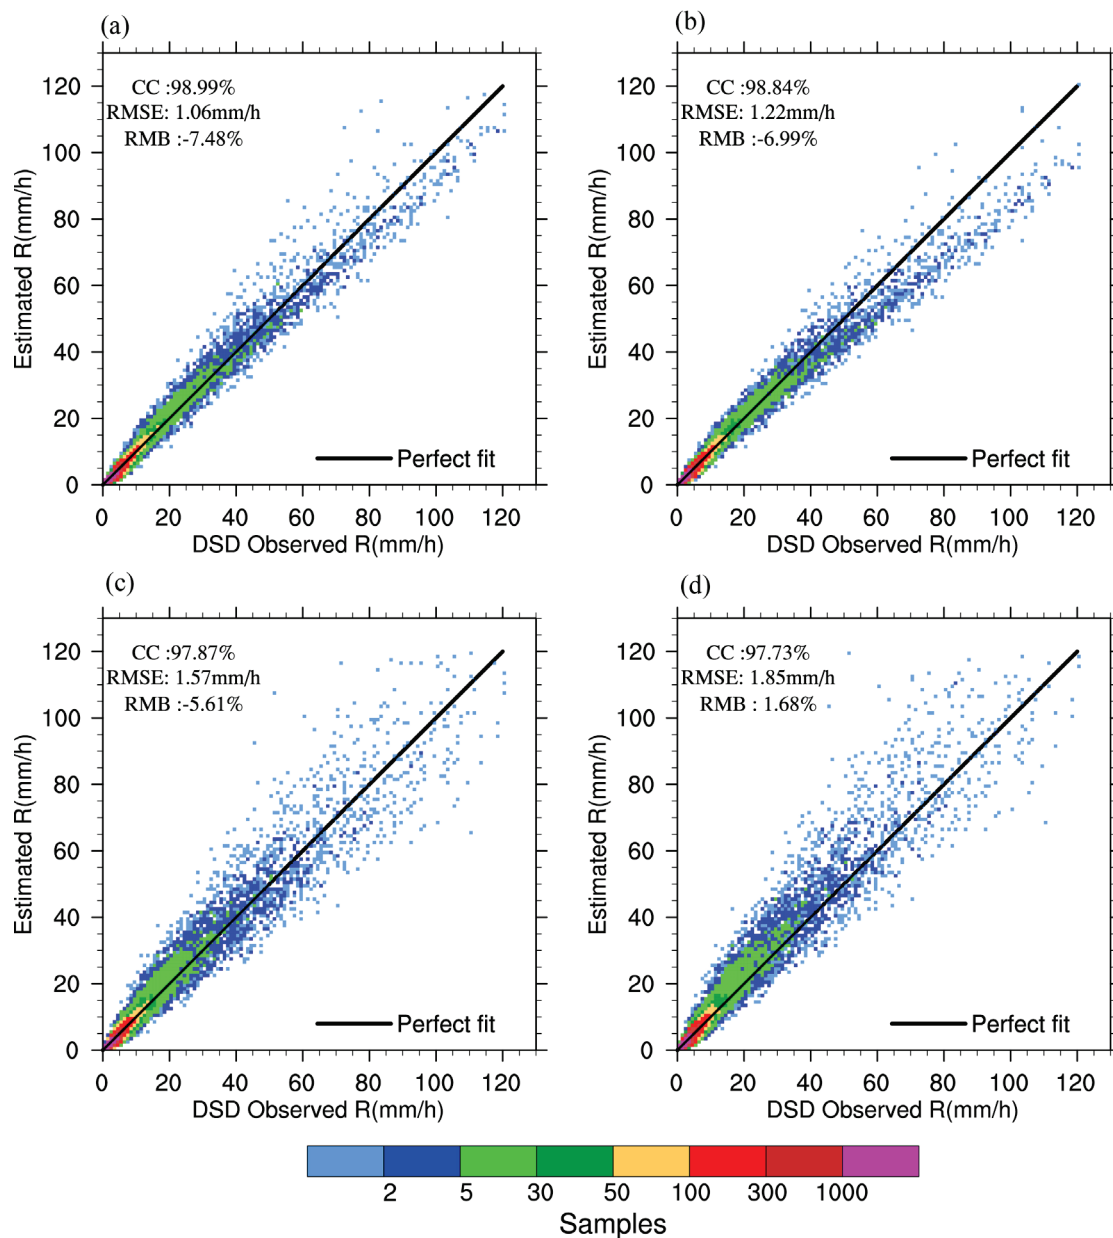 (a)
CC :98.99%
RMSE: 1.06mm/h
RMB :-7.48%
120
100
80
60
40
20
0
Estimated R(mm/h)
Perfect fit
0 20 40 60 80 100 120
DSD Observed R(mm/h)
(b)
CC :98.84%
RMSE: 1.22mm/h
RMB :-6.99%
120
100
80
60
40
20
0
Estimated R(mm/h)
Perfect fit
0 20 40 60 80 100 120
DSD Observed R(mm/h)
(c)
CC :97.87%
RMSE: 1.57mm/h
RMB :-5.61%
120
100
80
60
40
20
0
Estimated R(mm/h)
Perfect fit
0 20 40 60 80 100 120
DSD Observed R(mm/h)
(d)
CC :97.73%
RMSE: 1.85mm/h
RMB : 1.68%
120
100
80
60
40
20
0
Estimated R(mm/h)
Perfect fit
0 20 40 60 80 100 120
DSD Observed R(mm/h)
2 5 30 50 100 300 1000
Samples